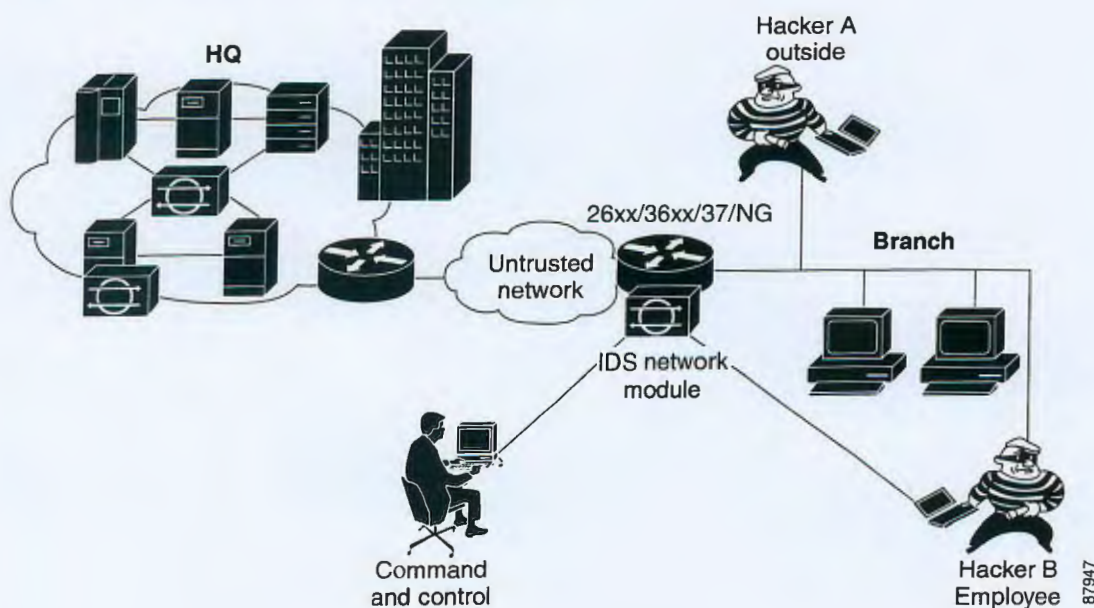 Hacker A
outside
HQ
26xx/36xx/37/NG
Branch
Untrusted
network
IDS network
module
Command
and control
Hacker B
Employee
87947